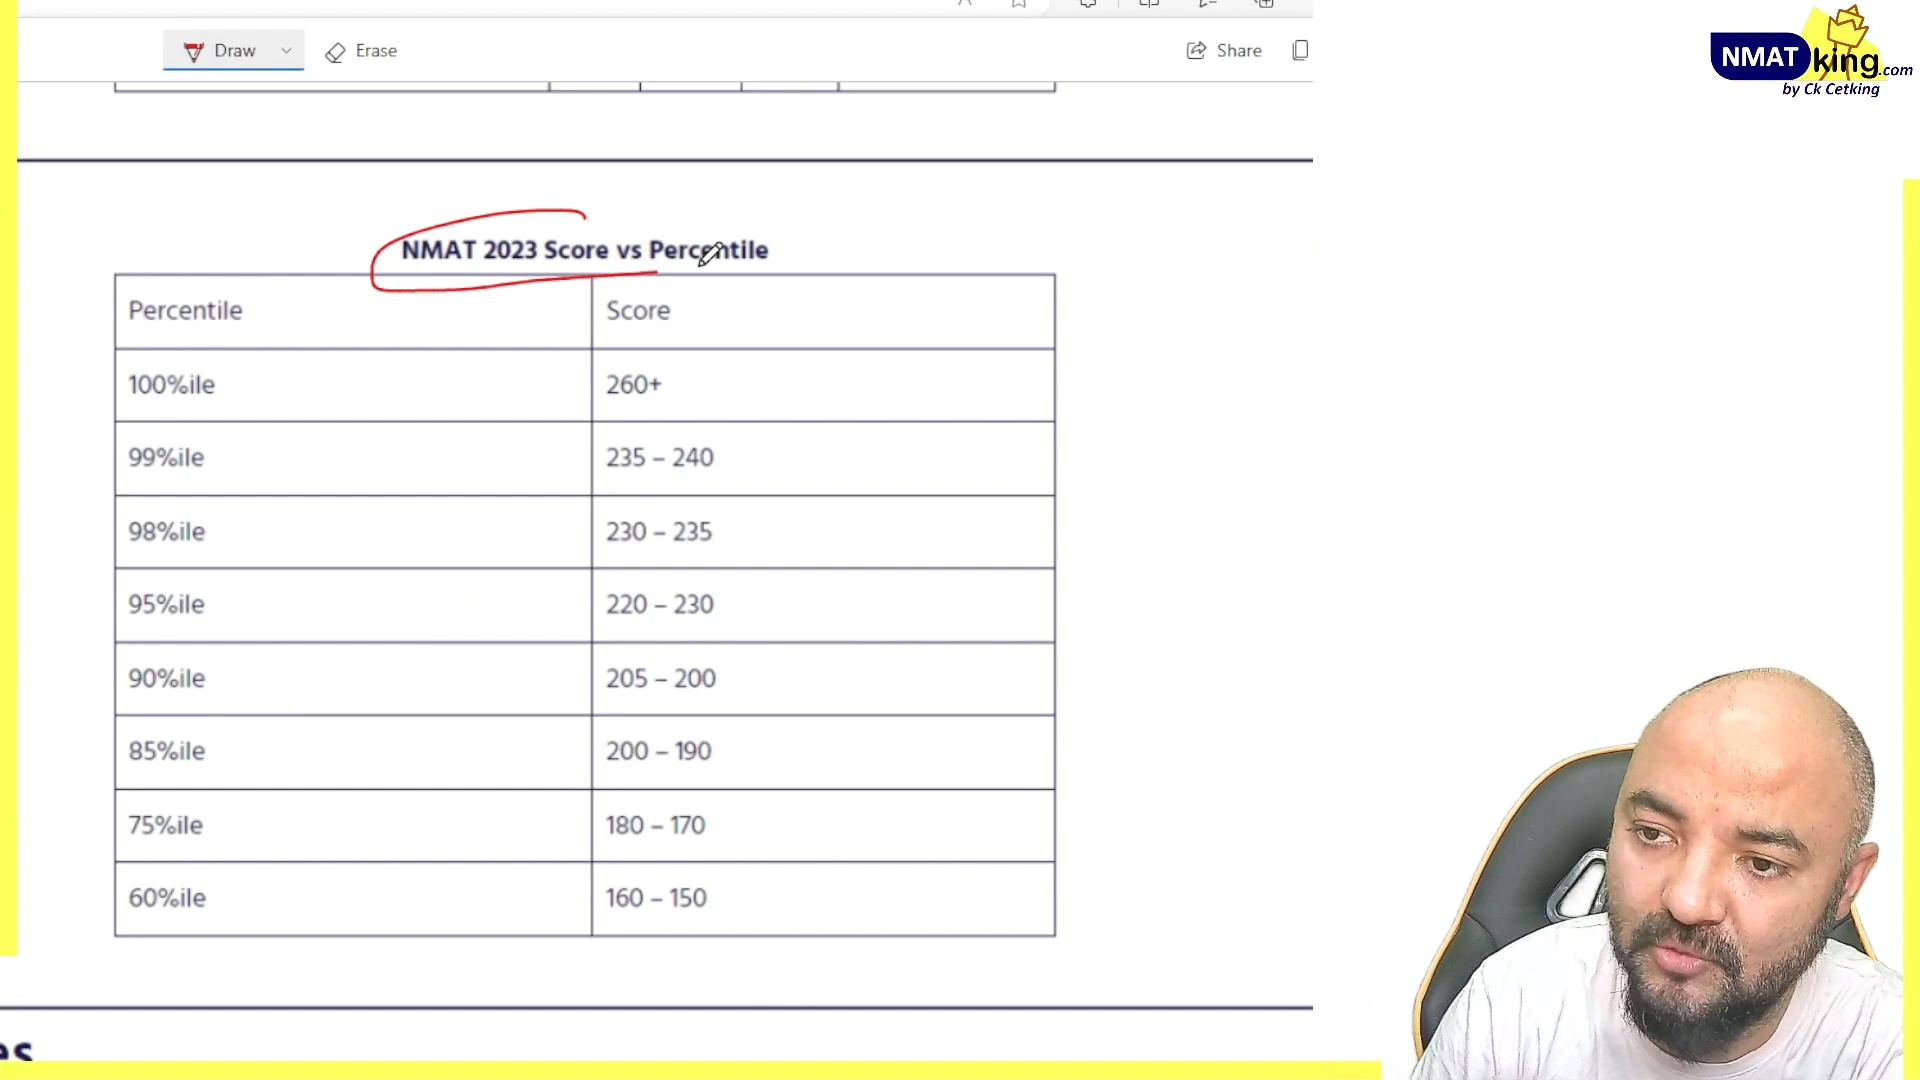 Draw
Erase
Share
NMAT king.com
by Ck Cetking
NMAT 2023 Score vs Percentile
Percentile Score
100%ile 260+
99%ile 235 – 240
98%ile 230 – 235
95%ile 220 – 230
90%ile 205 – 200
85%ile 200 – 190
75%ile 180 – 170
60%ile 160 – 150
es